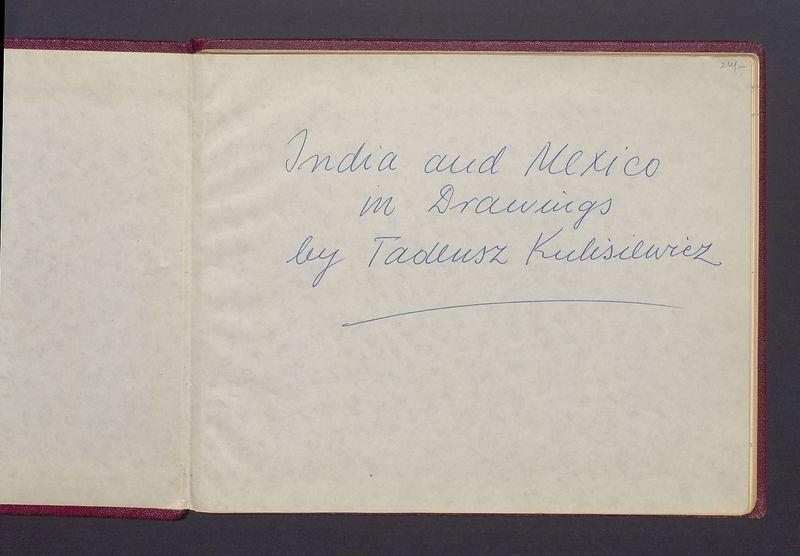 India and Mexico
in Drawings
by Tadeusz Kulisiewicz